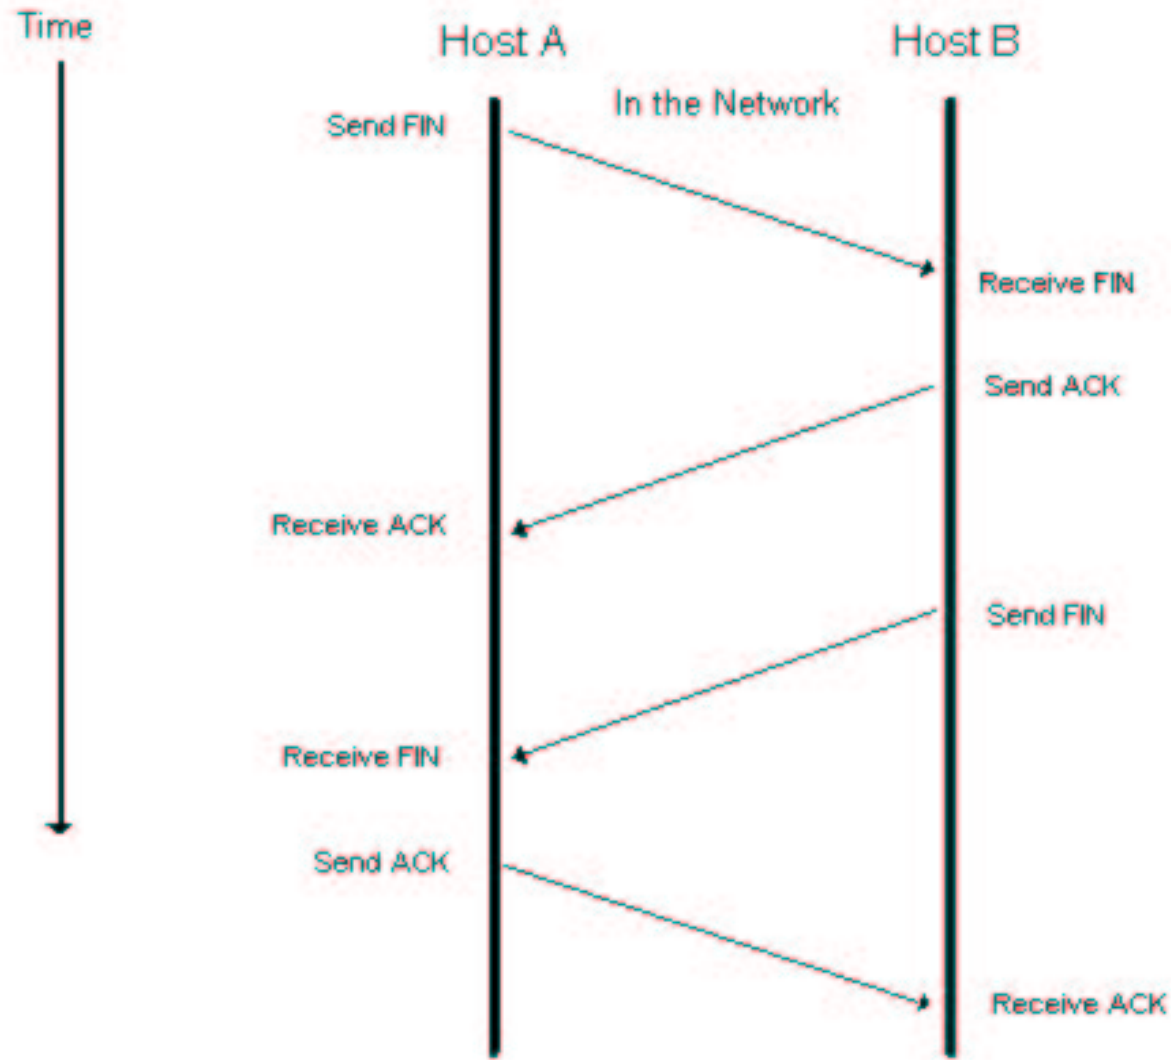 Time
Host A
Host B
In the Network
Send FIN
Receive FIN
Send ACK
Receive ACK
Send FIN
Receive FIN
Send ACK
Receive ACK